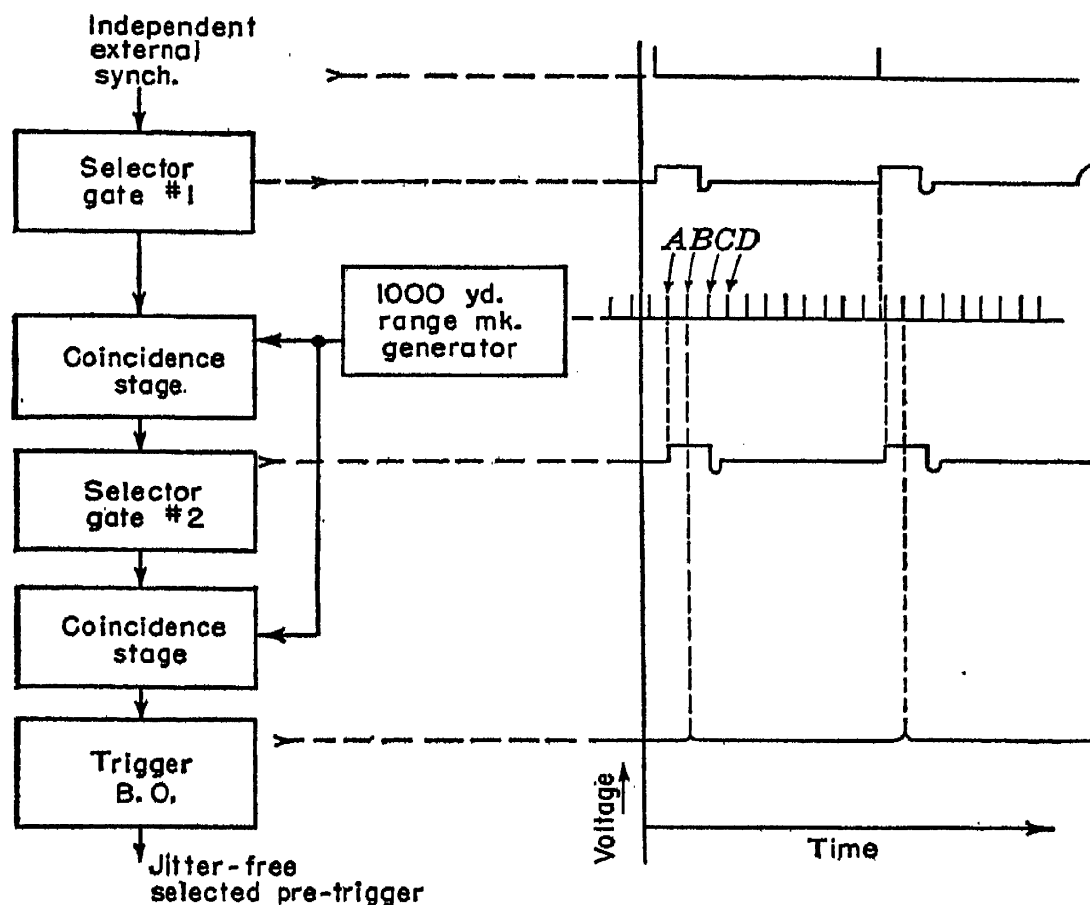 Independent
external
synch.
Selector
gate #1
ABCD
1000 yd.
range mk.
generator
Coincidence
stage.
Selector
gate #2
Coincidence
stage
Trigger
B.O.
Voltage
Time
Jitter-free
selected pre-trigger